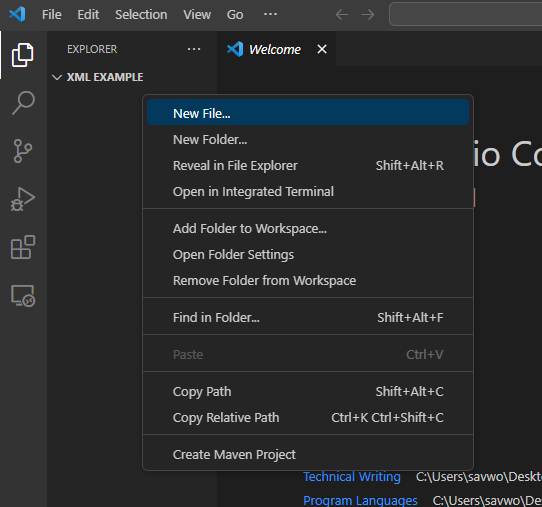 File Edit Selection View Go ...
EXPLORER ...
Welcome
XML EXAMPLE
New File...
New Folder...
Reveal in File Explorer Shift+Alt+R
Open in Integrated Terminal
io Co
Add Folder to Workspace...
Open Folder Settings
Remove Folder from Workspace
Find in Folder... Shift+Alt+F
Paste Ctrl+V
Copy Path Shift+Alt+C
Copy Relative Path Ctrl+K Ctrl+Shift+C
Create Maven Project
Technical Writing C:\Users\savwo\Deskt
Program Languages C:\Users\savwo\Desk